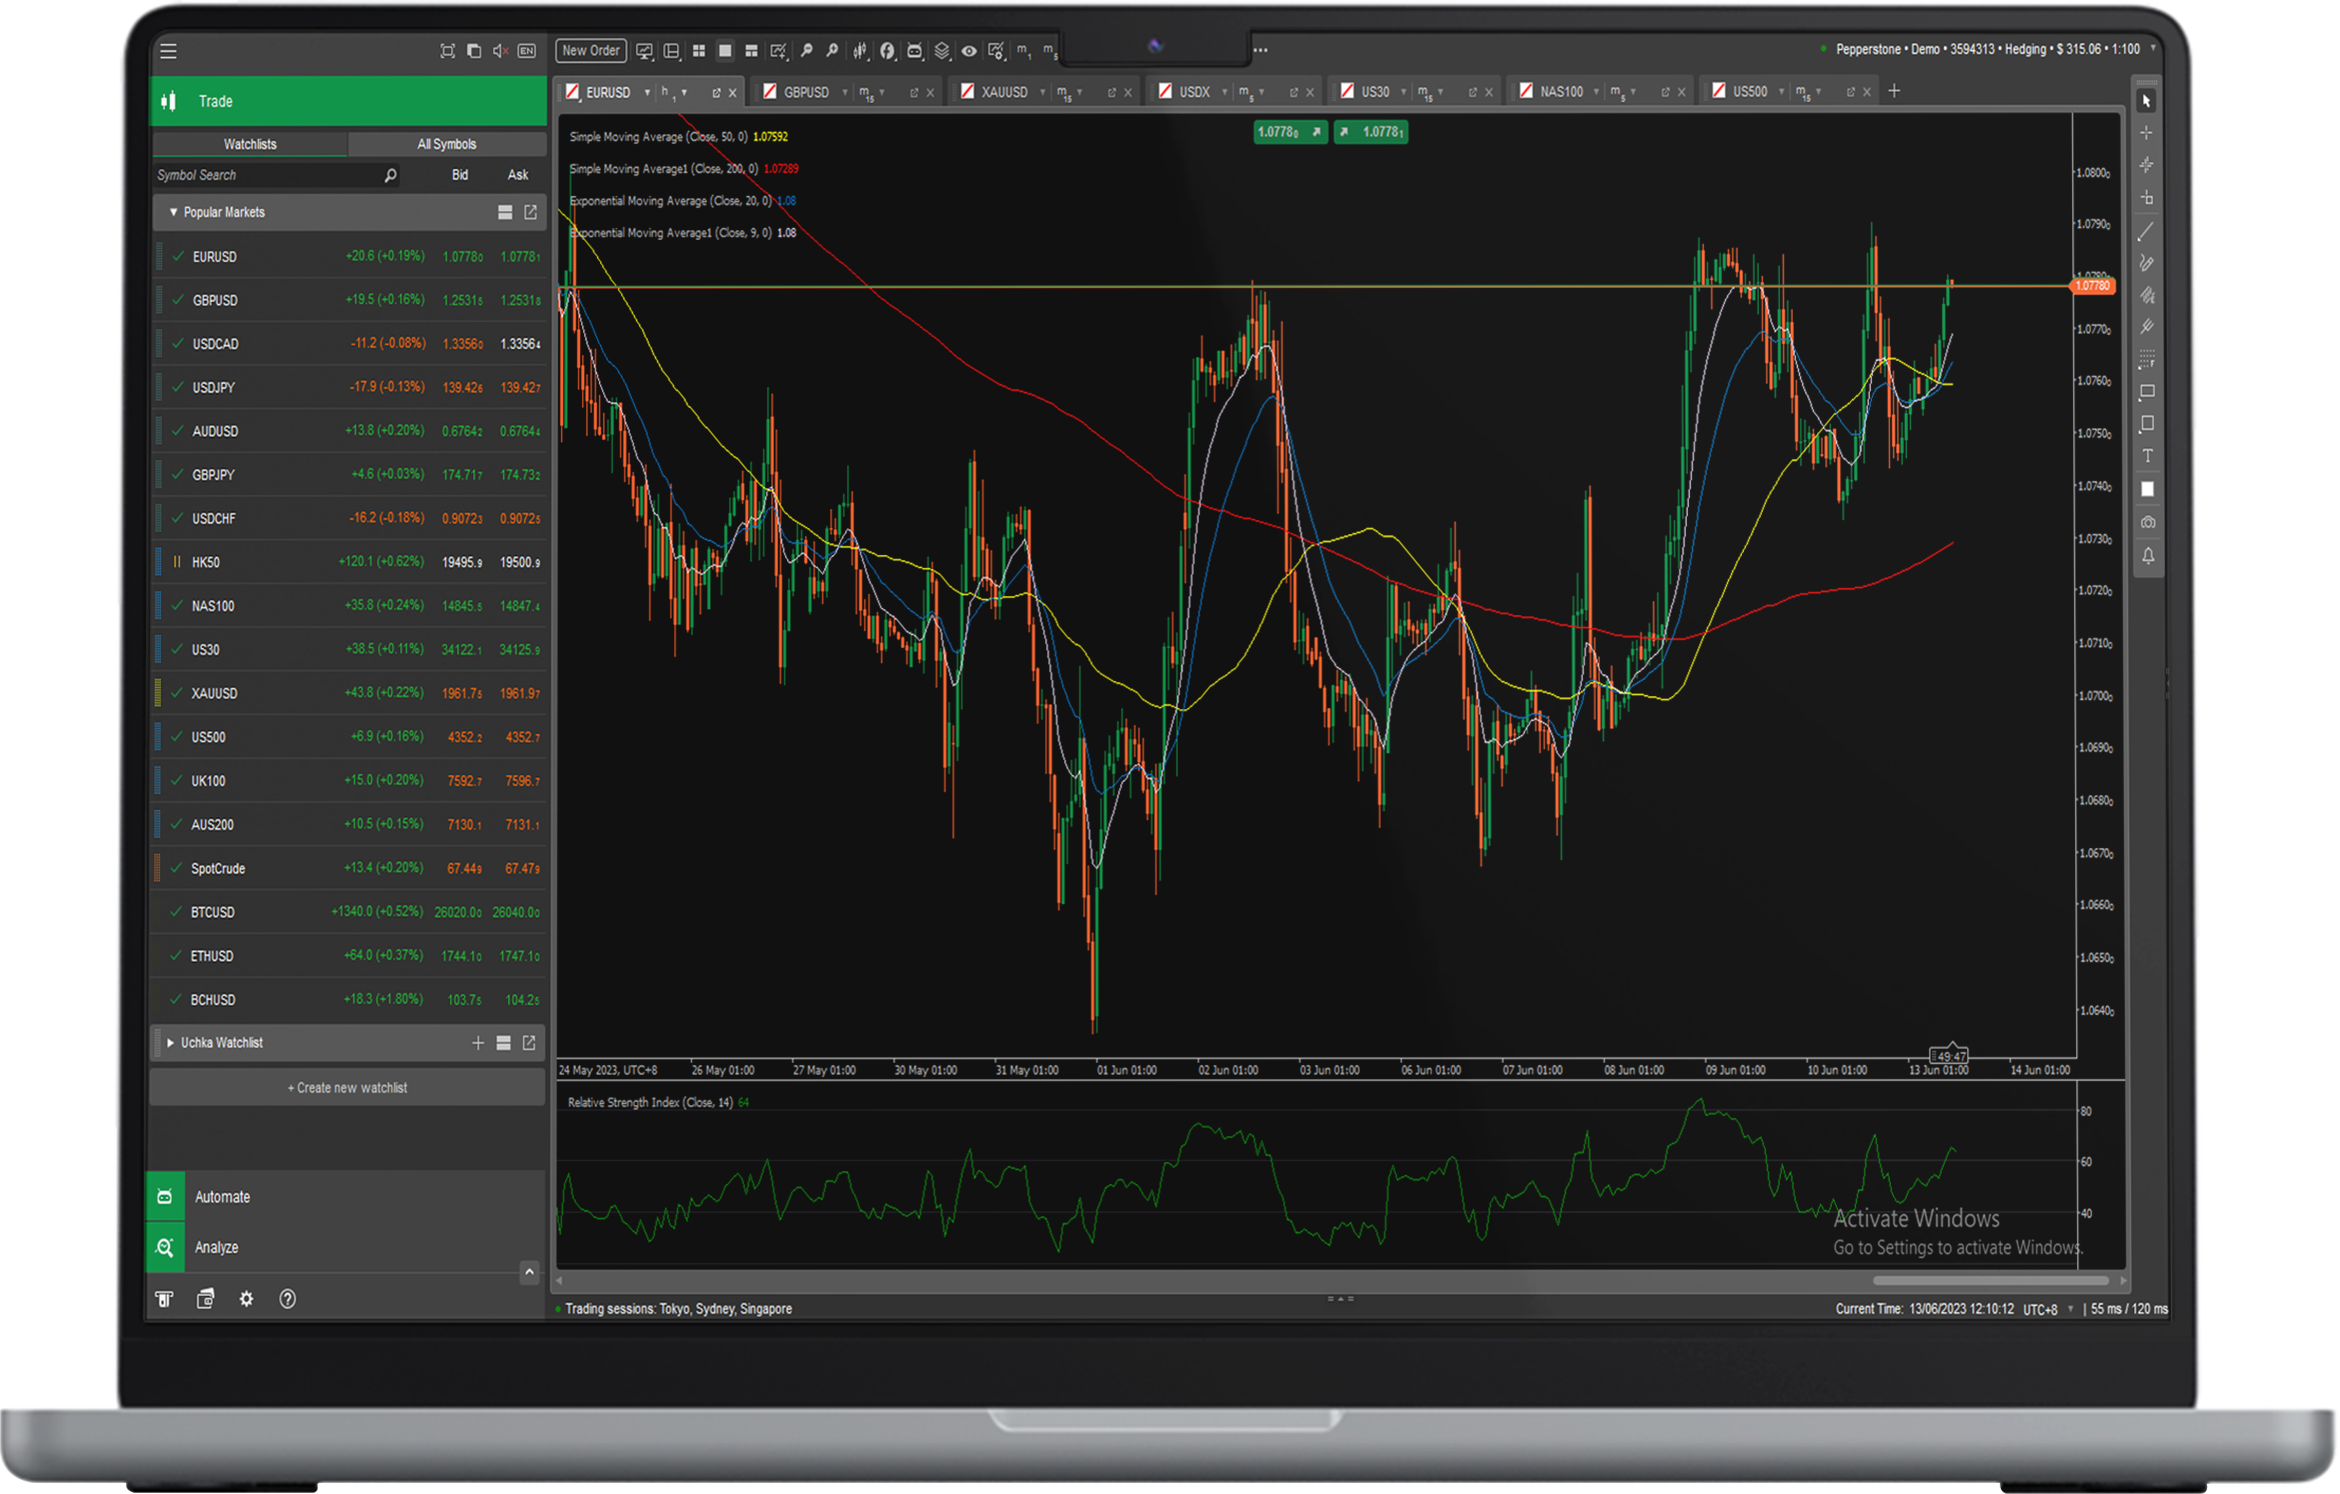 EN
New Order
m1
m5
Pepperstone • Demo • 3594313 • Hedging • $ 315.06 • 1:100
Trade
Watchlists
All Symbols
Symbol Search
Bid
Ask
Popular Markets
EURUSD +20.6 (+0.19%) 1.07780 1.07781
GBPUSD +19.5 (+0.16%) 1.25315 1.25318
USDCAD -11.2 (-0.08%) 1.33560 1.33564
USDJPY -17.9 (-0.13%) 139.426 139.427
AUDUSD +13.8 (+0.20%) 0.67642 0.67644
GBPJPY +4.6 (+0.03%) 174.717 174.732
USDCHF -16.2 (-0.18%) 0.90723 0.90725
HK50 +120.1 (+0.62%) 19495.9 19500.9
NAS100 +35.8 (+0.24%) 14845.5 14847.4
US30 +38.5 (+0.11%) 34122.1 34125.9
XAUUSD +43.8 (+0.22%) 1961.75 1961.97
US500 +6.9 (+0.16%) 4352.2 4352.7
UK100 +15.0 (+0.20%) 7592.7 7596.7
AUS200 +10.5 (+0.15%) 7130.1 7131.1
SpotCrude +13.4 (+0.20%) 67.449 67.479
BTCUSD +1340.0 (+0.52%) 26020.00 26040.00
ETHUSD +64.0 (+0.37%) 1744.10 1747.10
BCHUSD +18.3 (+1.80%) 103.75 104.25
Uchka Watchlist
+ Create new watchlist
Automate
Analyze
EURUSD h1
GBPUSD m15
XAUUSD m15
USDX m5
US30 m15
NAS100 m5
US500 m15
Simple Moving Average (Close, 50, 0) 1.07592
Simple Moving Average1 (Close, 200, 0) 1.07289
Exponential Moving Average (Close, 20, 0) 1.08
Exponential Moving Average1 (Close, 9, 0) 1.08
1.07780
1.07781
1.08000
1.07900
1.07800
1.07780
1.07700
1.07600
1.07500
1.07400
1.07300
1.07200
1.07100
1.07000
1.06900
1.06800
1.06700
1.06600
1.06500
1.06400
T
49:47
24 May 2023, UTC+8
26 May 01:00
27 May 01:00
30 May 01:00
31 May 01:00
01 Jun 01:00
02 Jun 01:00
03 Jun 01:00
06 Jun 01:00
07 Jun 01:00
08 Jun 01:00
09 Jun 01:00
10 Jun 01:00
13 Jun 01:00
14 Jun 01:00
Relative Strength Index (Close, 14) 64
80
60
40
Activate Windows
Go to Settings to activate Windows.
Trading sessions: Tokyo, Sydney, Singapore
Current Time: 13/06/2023 12:10:12 UTC+8 | 55 ms / 120 ms